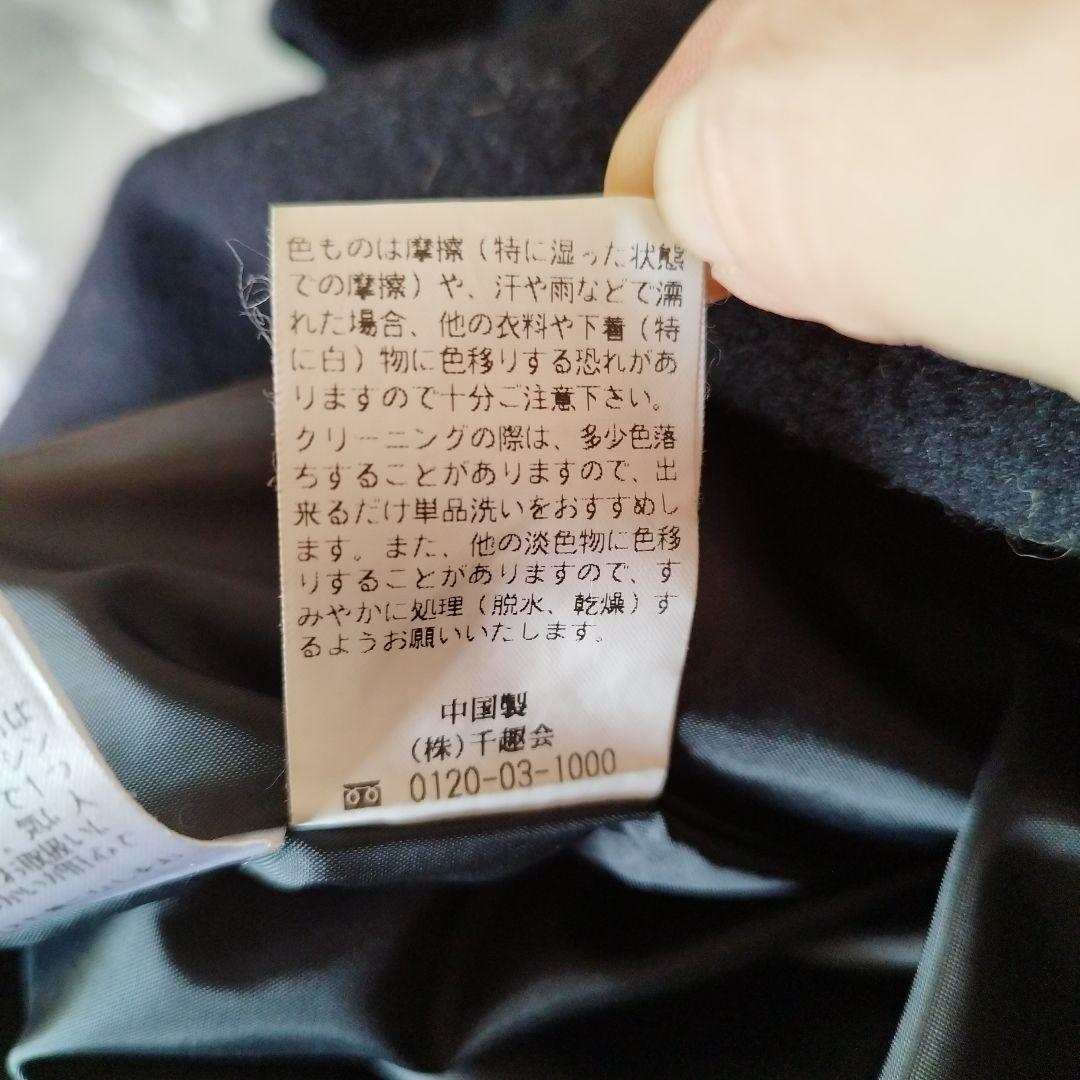 色ものは摩擦（特に湿った状態
での摩擦）や、汗や雨などで濡
れた場合、他の衣料や下着（特
に白）物に色移りする恐れがあ
りますので十分ご注意下さい。
クリーニングの際は、多少色落
ちすることがありますので、出
来るだけ単品洗いをおすすめし
ます。また、他の淡色物に色移
りすることがありますので、す
みやかに処理（脱水、乾燥）す
るようお願いいたします。
中国製
(株)千趣会
0120-03-1000